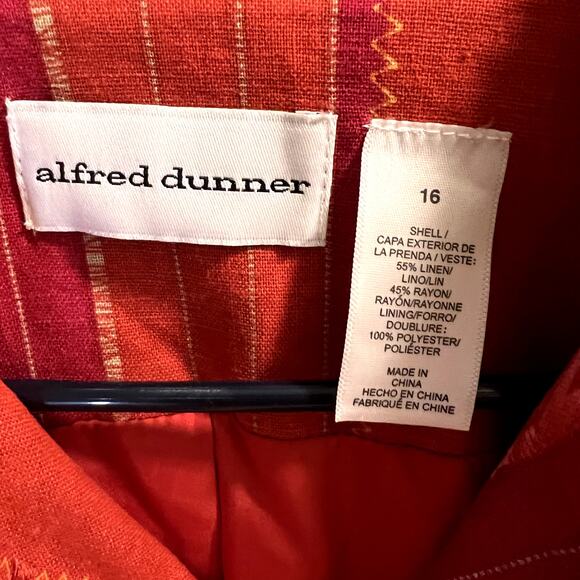 alfred dunner
16
SHELL /
CAPA EXTERIOR DE
LA PRENDA / VESTE:
55% LINEN/
LINO/LIN
45% RAYON/
RAYÓN/RAYONNE
LINING/FORRO/
DOUBLURE:
100% POLYESTER/
POLIÉSTER
MADE IN
CHINA
HECHO EN CHINA
FABRIQUÉ EN CHINE